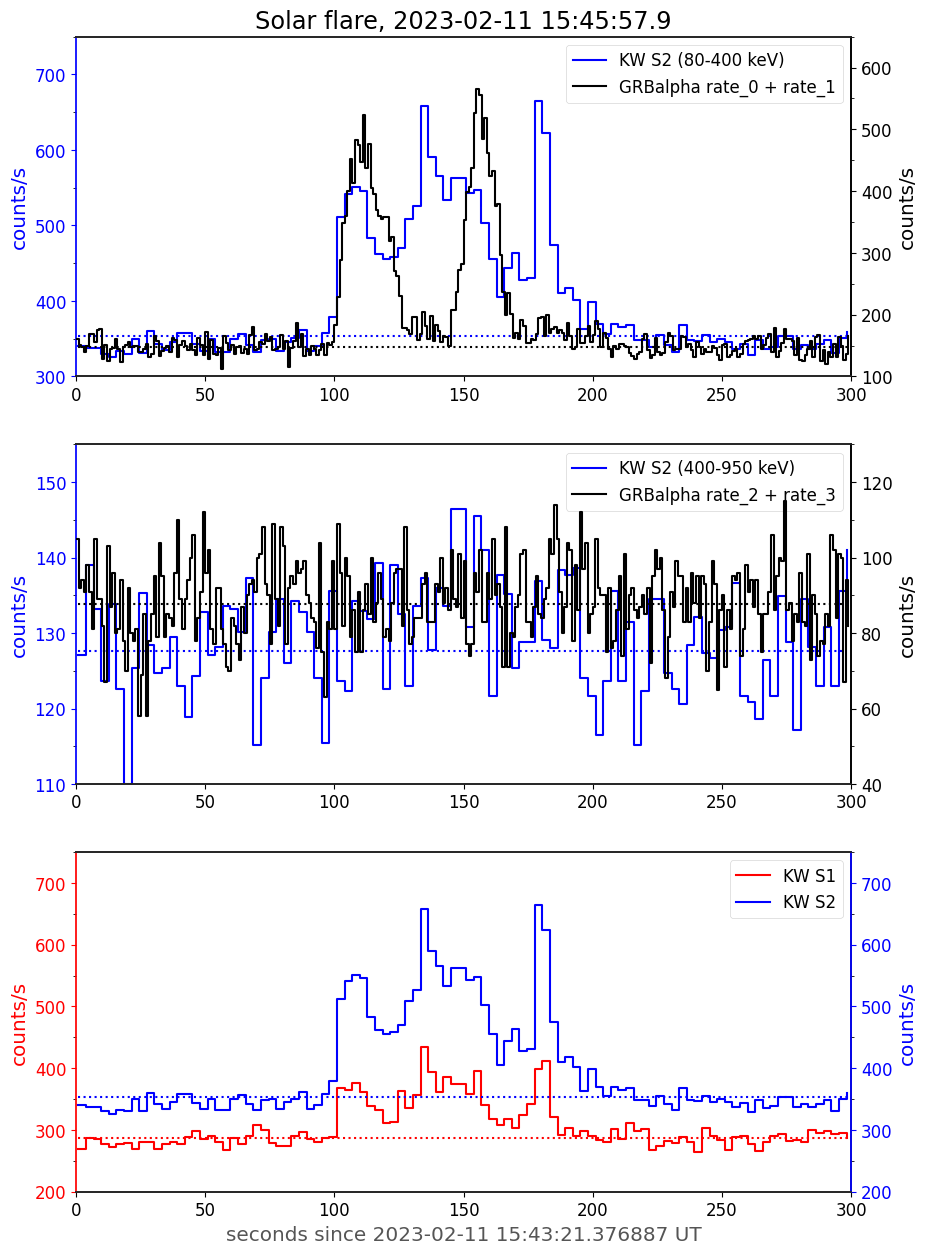 Solar flare, 2023-02-11 15:45:57.9
KW S2 (80-400 keV)
GRBalpha rate_0 + rate_1
700
600
500
400
300
counts/s
600
500
400
300
200
100
counts/s
0 50 100 150 200 250 300
KW S2 (400-950 keV)
GRBalpha rate_2 + rate_3
150
140
130
120
110
counts/s
120
100
80
60
40
counts/s
0 50 100 150 200 250 300
KW S1
KW S2
700
600
500
400
300
200
counts/s
700
600
500
400
300
200
counts/s
0 50 100 150 200 250 300
seconds since 2023-02-11 15:43:21.376887 UT